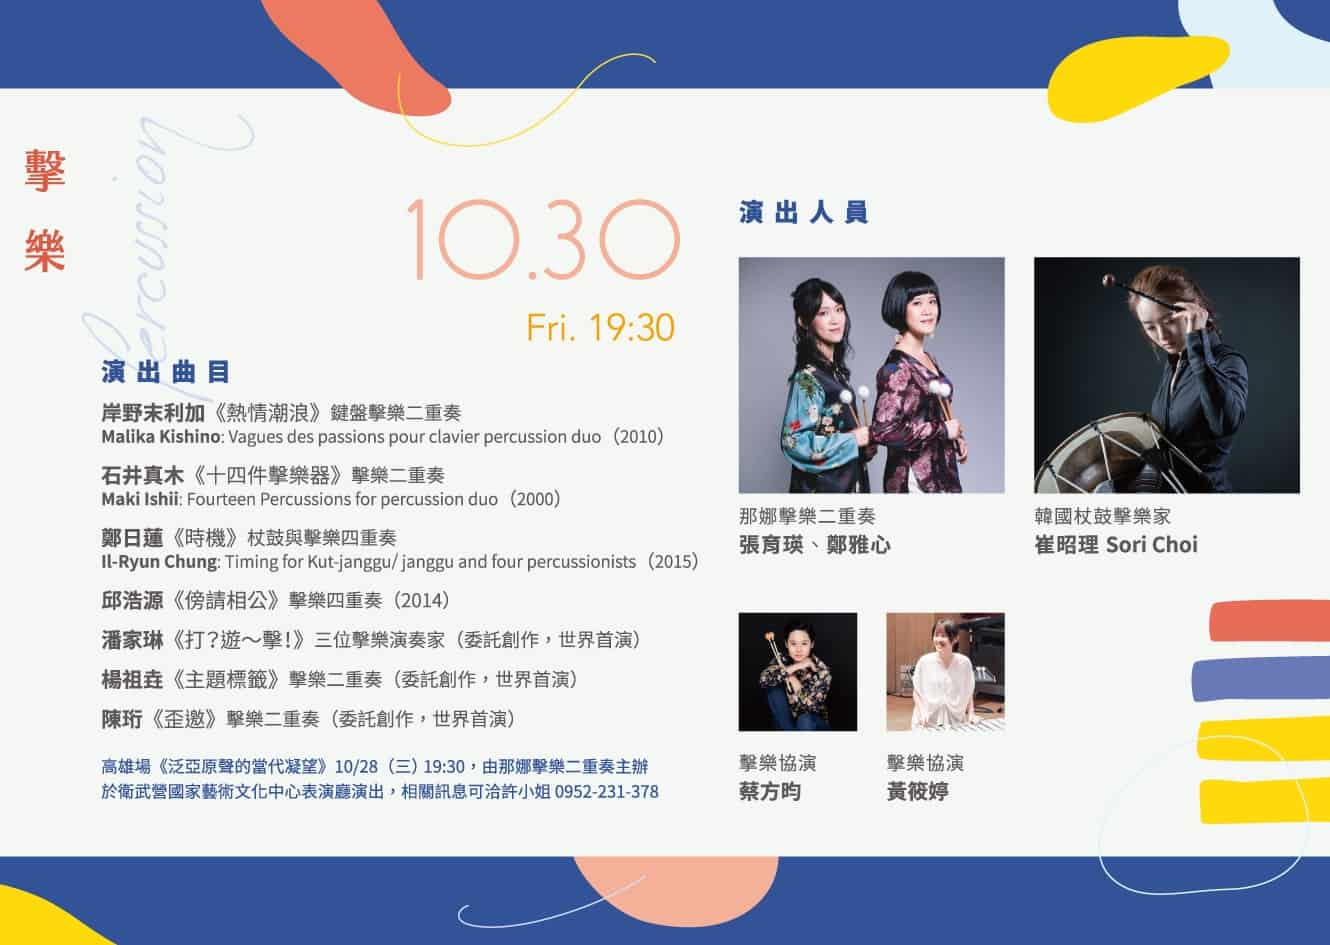 擊樂
Percussion
10.30
Fri. 19:30
演出曲目
岸野末利加《熱情潮浪》鍵盤擊樂二重奏
Malika Kishino: Vagues des passions pour clavier percussion duo（2010）
石井真木《十四件擊樂器》擊樂二重奏
Maki Ishii: Fourteen Percussions for percussion duo（2000）
鄭日蓮《時機》杖鼓與擊樂四重奏
Il-Ryun Chung: Timing for Kut-janggu/ janggu and four percussionists（2015）
邱浩源《傍請相公》擊樂四重奏（2014）
潘家琳《打？遊～擊！》三位擊樂演奏家（委託創作，世界首演）
楊祖垚《主題標籤》擊樂二重奏（委託創作，世界首演）
陳珩《歪邀》擊樂二重奏（委託創作，世界首演）
高雄場《泛亞原聲的當代凝望》10/28（三）19:30，由那娜擊樂二重奏主辦
於衛武營國家藝術文化中心表演廳演出，相關訊息可洽許小姐 0952-231-378
演出人員
那娜擊樂二重奏
張育瑛、鄭雅心
韓國杖鼓擊樂家
崔昭理 Sori Choi
擊樂協演
蔡方昀
擊樂協演
黃筱婷